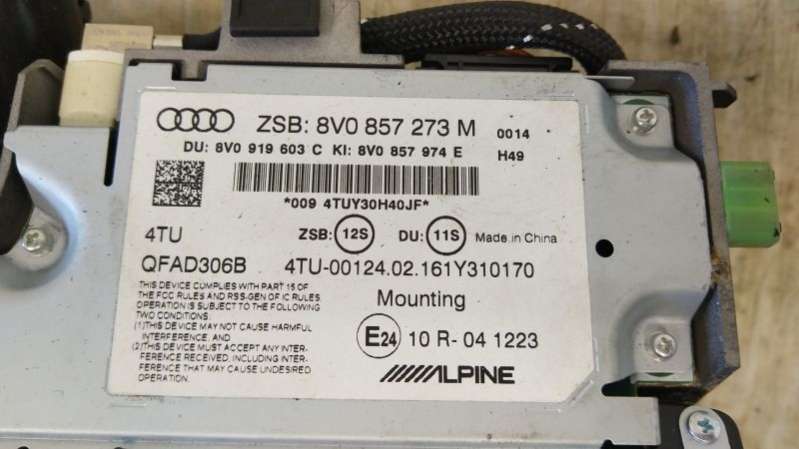 ZSB: 8V0 857 273 M 0014
DU: 8V0 919 603 C KI: 8V0 857 974 E H49
*009 4TUY30H40JF*
4TU ZSB: 12S DU: 11S Made in China
QFAD306B 4TU-00124.02.161Y310170
THIS DEVICE COMPLIES WITH PART 15 OF
THE FCC RULES AND RSS-GEN OF IC RULES
OPERATION IS SUBJECT TO THE FOLLOWING
TWO CONDITIONS.
(1)THIS DEVICE MAY NOT CAUSE HARMFUL
INTERFERENCE, AND
(2)THIS DEVICE MUST ACCEPT ANY INTER-
FERENCE RECEIVED, INCLUDING INTER-
FERENCE THAT MAY CAUSE UNDESIRED
OPERATION.
Mounting
E24 10 R-04 1223
ALPINE